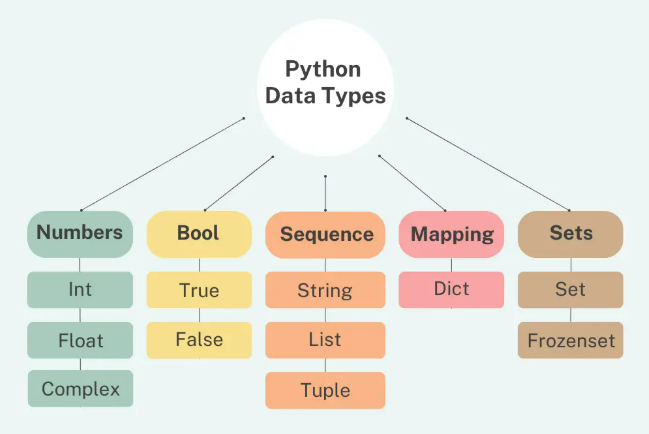 Python
Data Types
Numbers
Bool
Sequence
Mapping
Sets
Int
True
String
Dict
Set
Float
False
List
Frozenset
Complex
Tuple